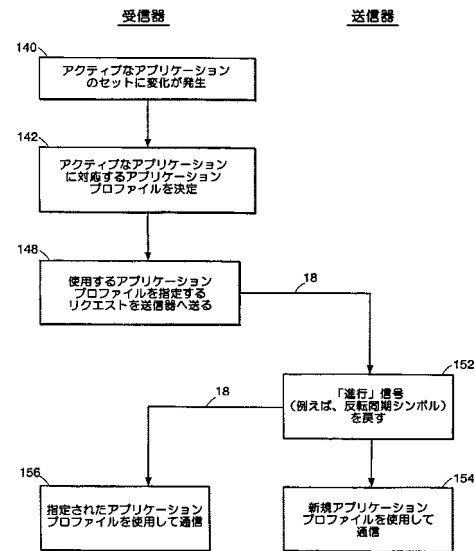 受信器
送信器
140
アクティブなアプリケーション
のセットに変化が発生
142
アクティブなアプリケーション
に対応するアプリケーション
プロファイルを決定
148
使用するアプリケーション
プロファイルを指定する
リクエストを送信器へ送る
18
152
「進行」信号
(例えば、反転同期シンボル)
を戻す
18
156
指定されたアプリケーション
プロファイルを使用して通信
154
新規アプリケーション
プロファイルを使用して
通信